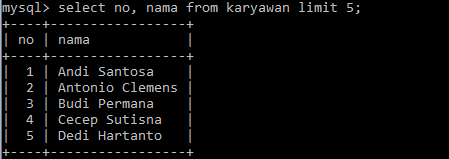 mysql> select no, nama from karyawan limit 5;
+----+-----------------+
| no | nama            |
+----+-----------------+
|  1 | Andi Santosa    |
|  2 | Antonio Clemens |
|  3 | Budi Permana    |
|  4 | Cecep Sutisna   |
|  5 | Dedi Hartanto   |
+----+-----------------+